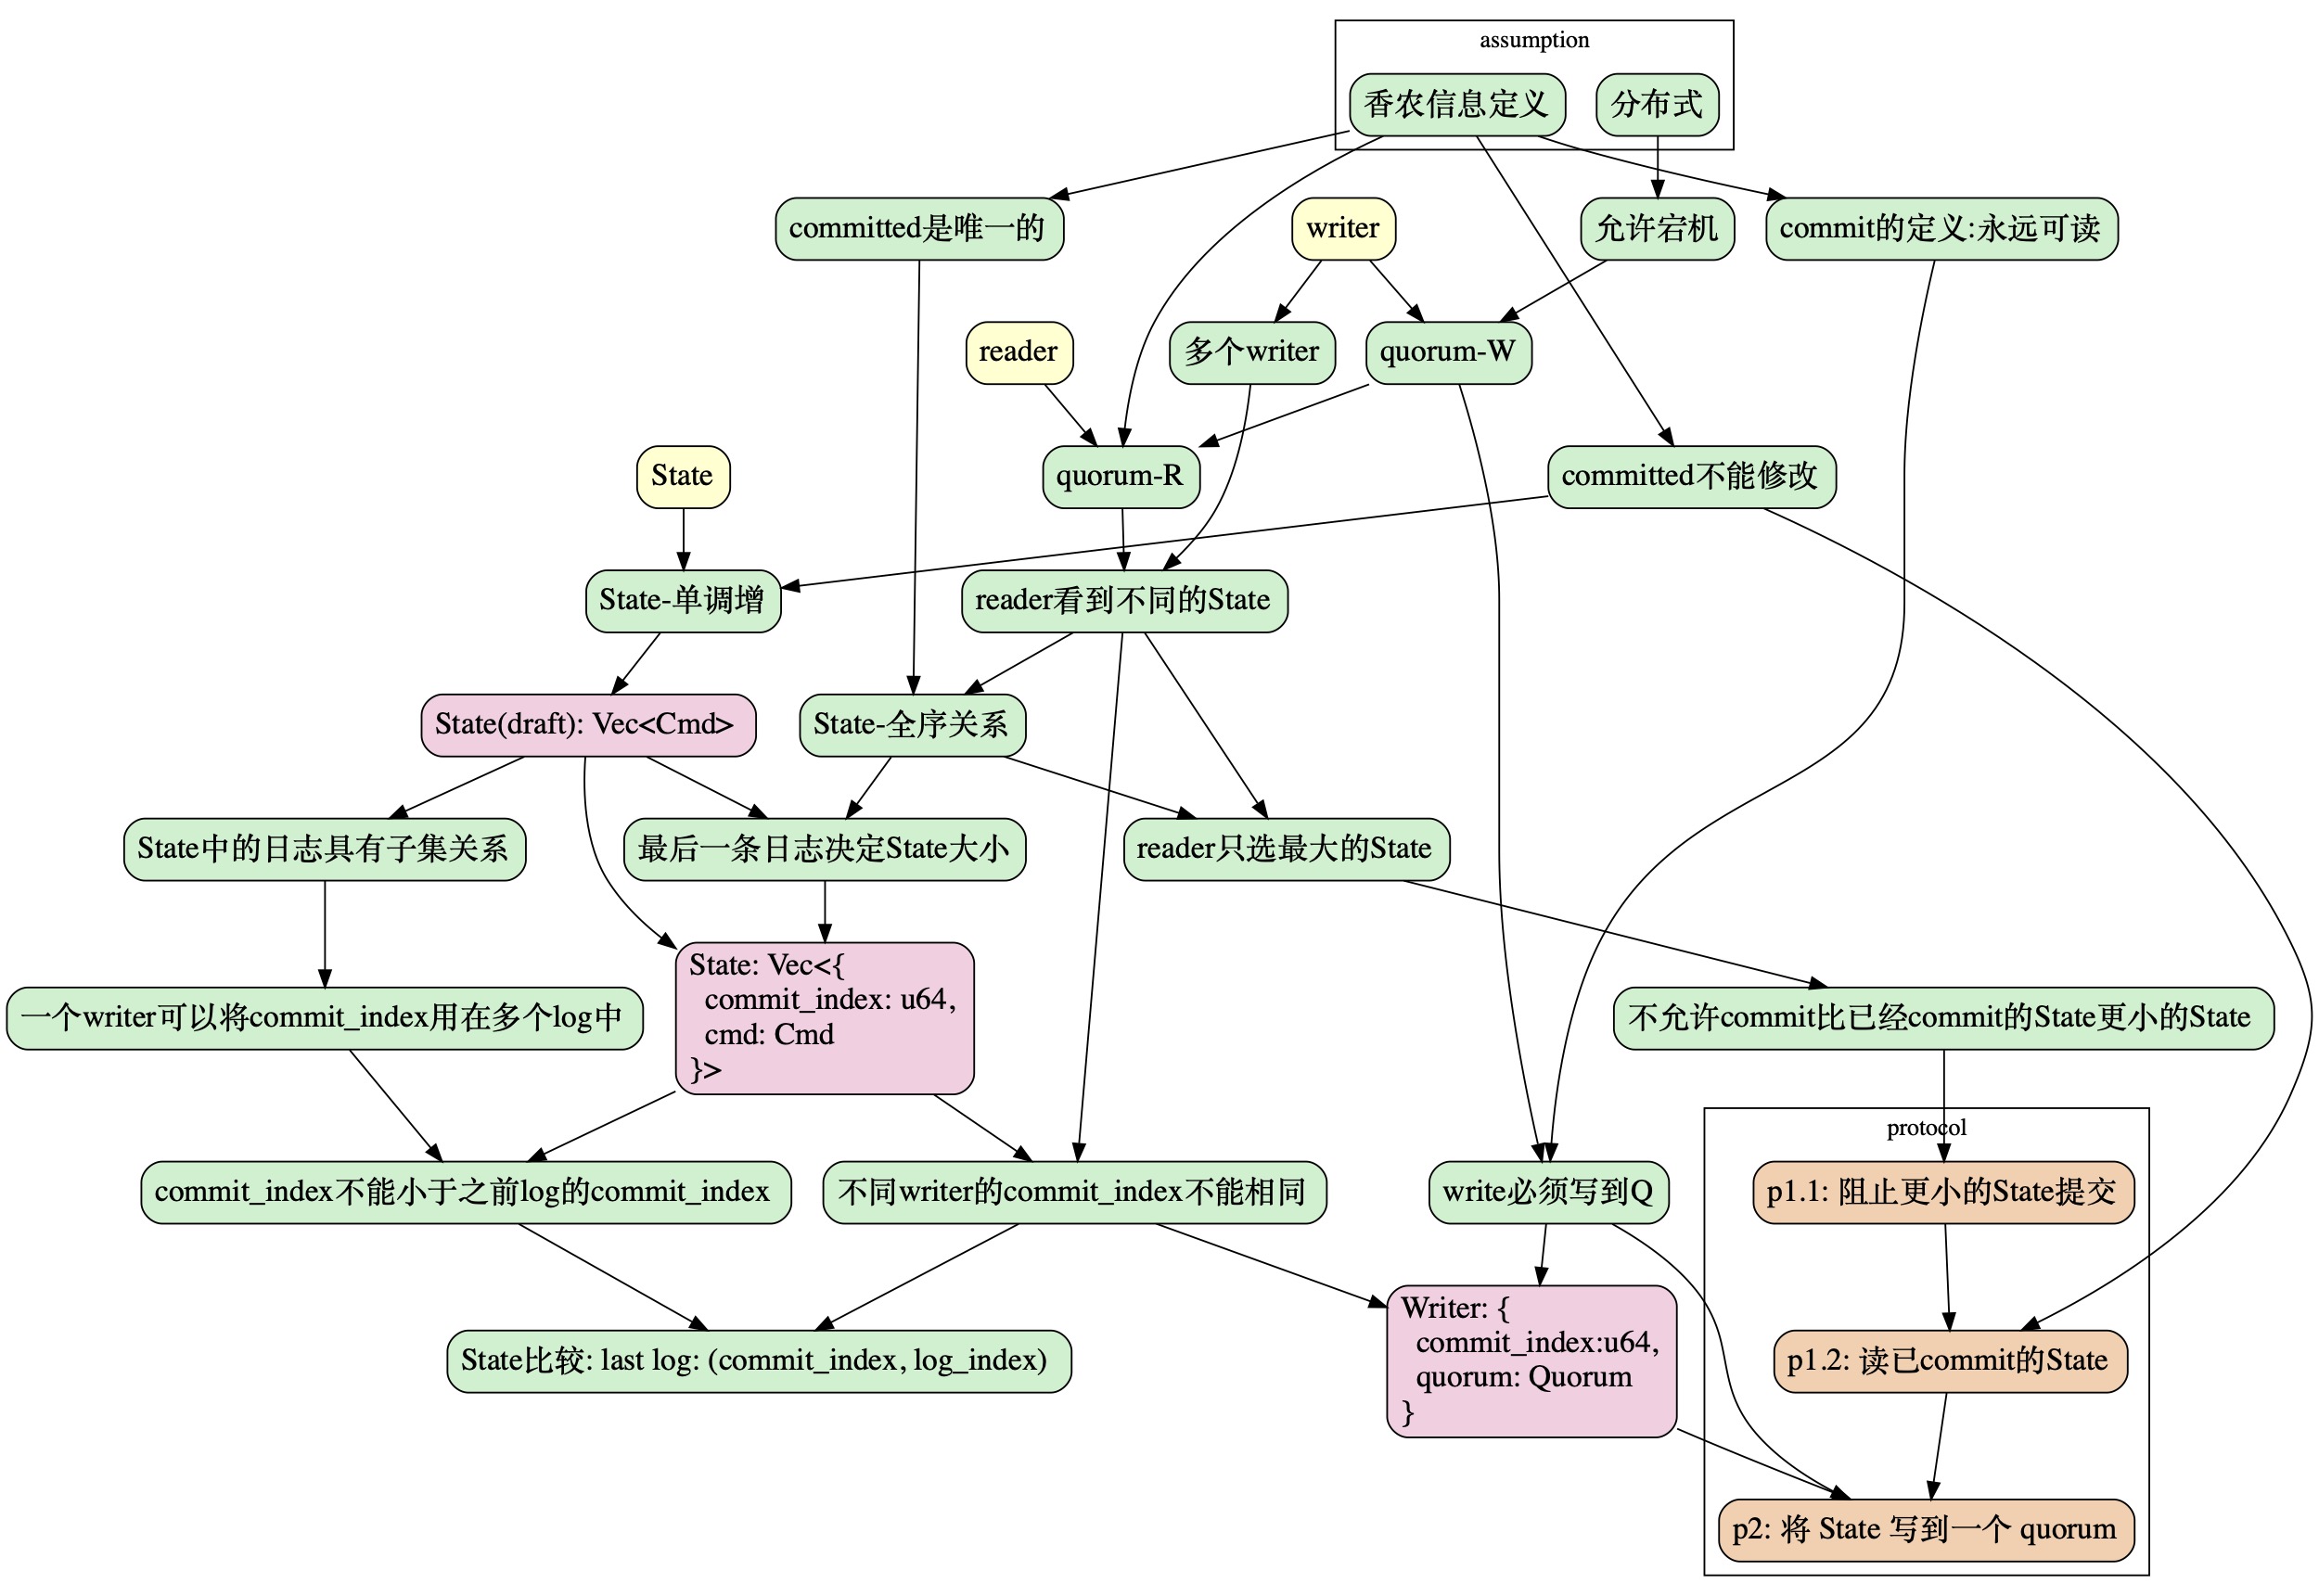 assumption
香农信息定义
分布式
committed是唯一的
writer
允许宕机
commit的定义:永远可读
reader
多个writer
quorum-W
State
quorum-R
committed不能修改
State-单调增
reader看到不同的State
State(draft): Vec<Cmd>
State-全序关系
State中的日志具有子集关系
最后一条日志决定State大小
reader只选最大的State
State: Vec<{
commit_index: u64,
cmd: Cmd
}>
一个writer可以将commit_index用在多个log中
不允许commit比已经commit的State更小的State
protocol
commit_index不能小于之前log的commit_index
不同writer的commit_index不能相同
write必须写到Q
p1.1: 阻止更小的State提交
Writer: {
commit_index:u64,
quorum: Quorum
}
State比较: last log: (commit_index, log_index)
p1.2: 读已commit的State
p2: 将 State 写到一个 quorum